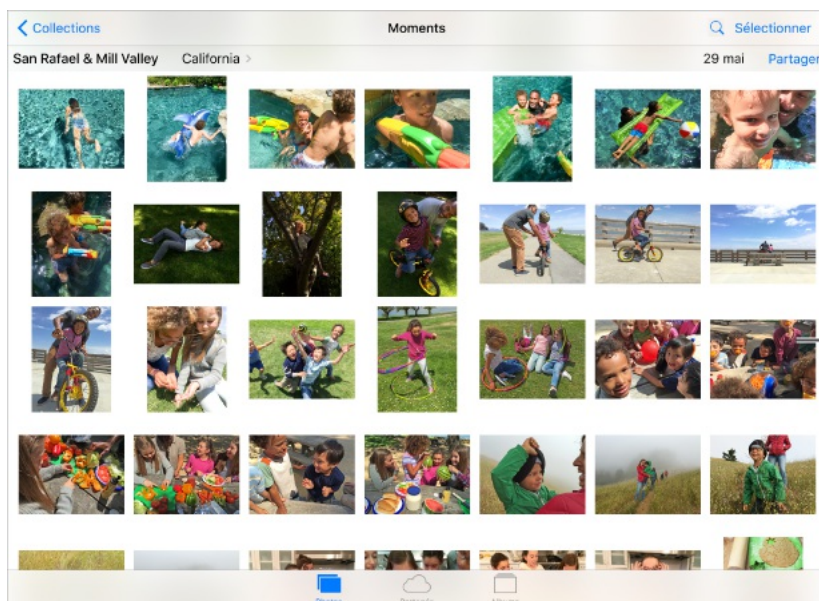 Collections
Moments
Sélectionner
San Rafael & Mill Valley California
29 mai Partager